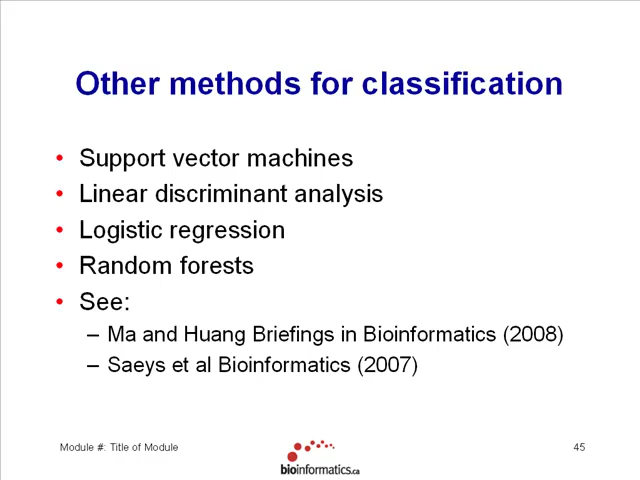 Other methods for classification
• Support vector machines
• Linear discriminant analysis
• Logistic regression
• Random forests
• See:
– Ma and Huang Briefings in Bioinformatics (2008)
– Saeys et al Bioinformatics (2007)
Module #: Title of Module
bioinformatics.ca
45